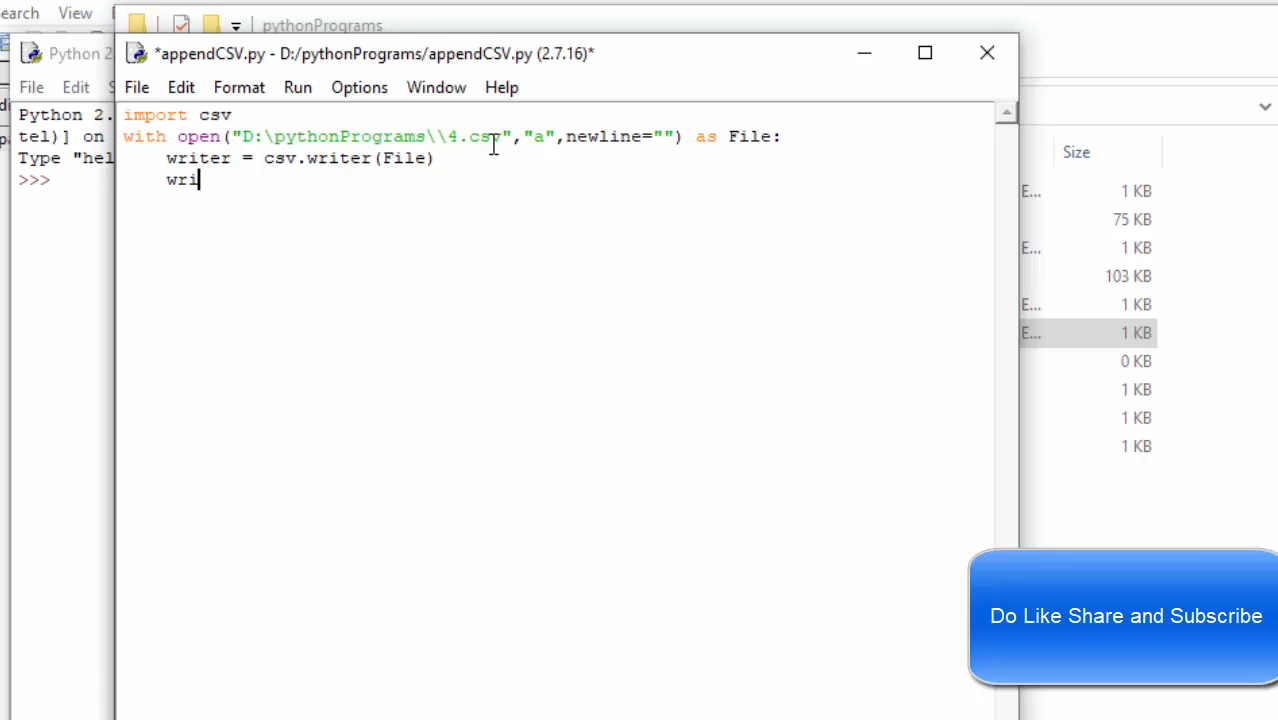 Search View
pythonPrograms
Python 2.
*appendCSV.py - D:/pythonPrograms/appendCSV.py (2.7.16)*
File Edit
File Edit Format Run Options Window Help
Python 2.
tel)] on
Type "hel
>>>
import csv
with open("D:\pythonPrograms\\4.csv","a",newline="") as File:
writer = csv.writer(File)
wri
Size
E... 1 KB
75 KB
E... 1 KB
103 KB
E... 1 KB
E... 1 KB
0 KB
1 KB
1 KB
1 KB
Do Like Share and Subscribe